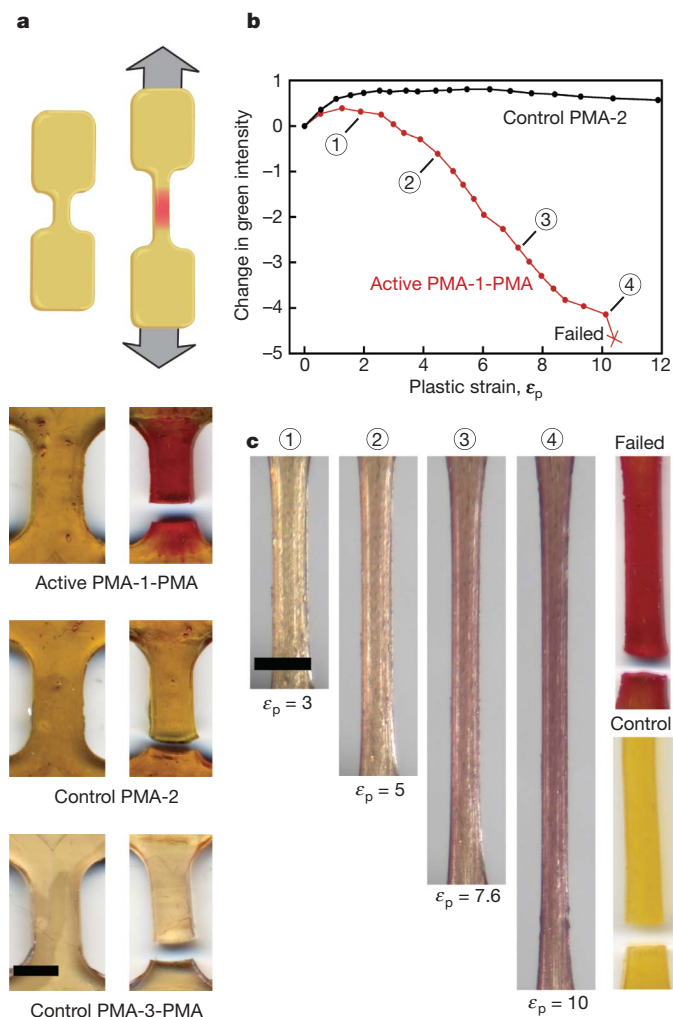 a
b
1
0
−1
−2
−3
−4
−5
Change in green intensity
Control PMA-2
①
②
③
④
Active PMA-1-PMA
Failed
0
2
4
6
8
10
12
Plastic strain, εp
Active PMA-1-PMA
Control PMA-2
Control PMA-3-PMA
c
①
②
③
④
Failed
εp = 3
εp = 5
εp = 7.6
εp = 10
Control